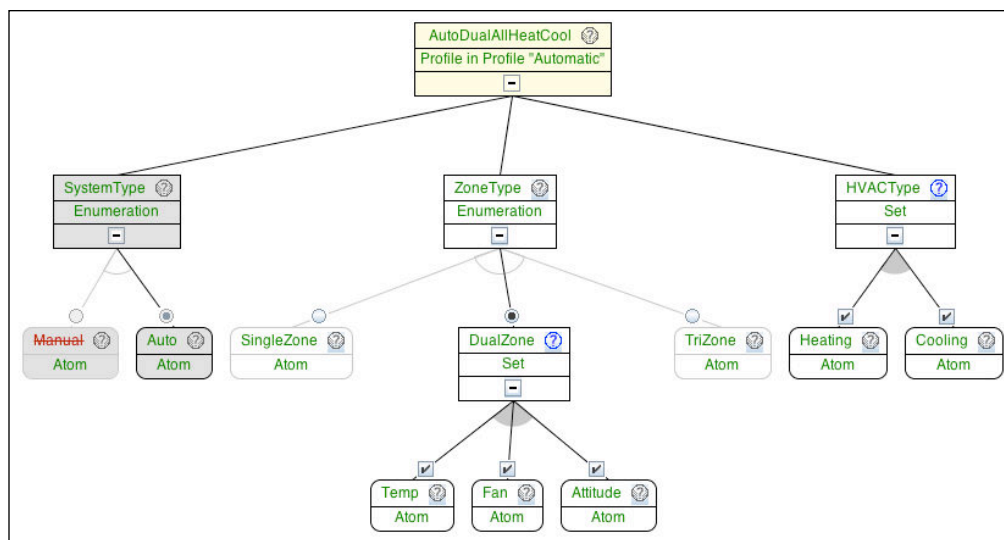 AutoDualAllHeatCool
Profile in Profile "Automatic"
SystemType
Enumeration
ZoneType
Enumeration
HVACType
Set
Manual
Atom
Auto
Atom
SingleZone
Atom
DualZone
Set
TriZone
Atom
Heating
Atom
Cooling
Atom
Temp
Atom
Fan
Atom
Attitude
Atom